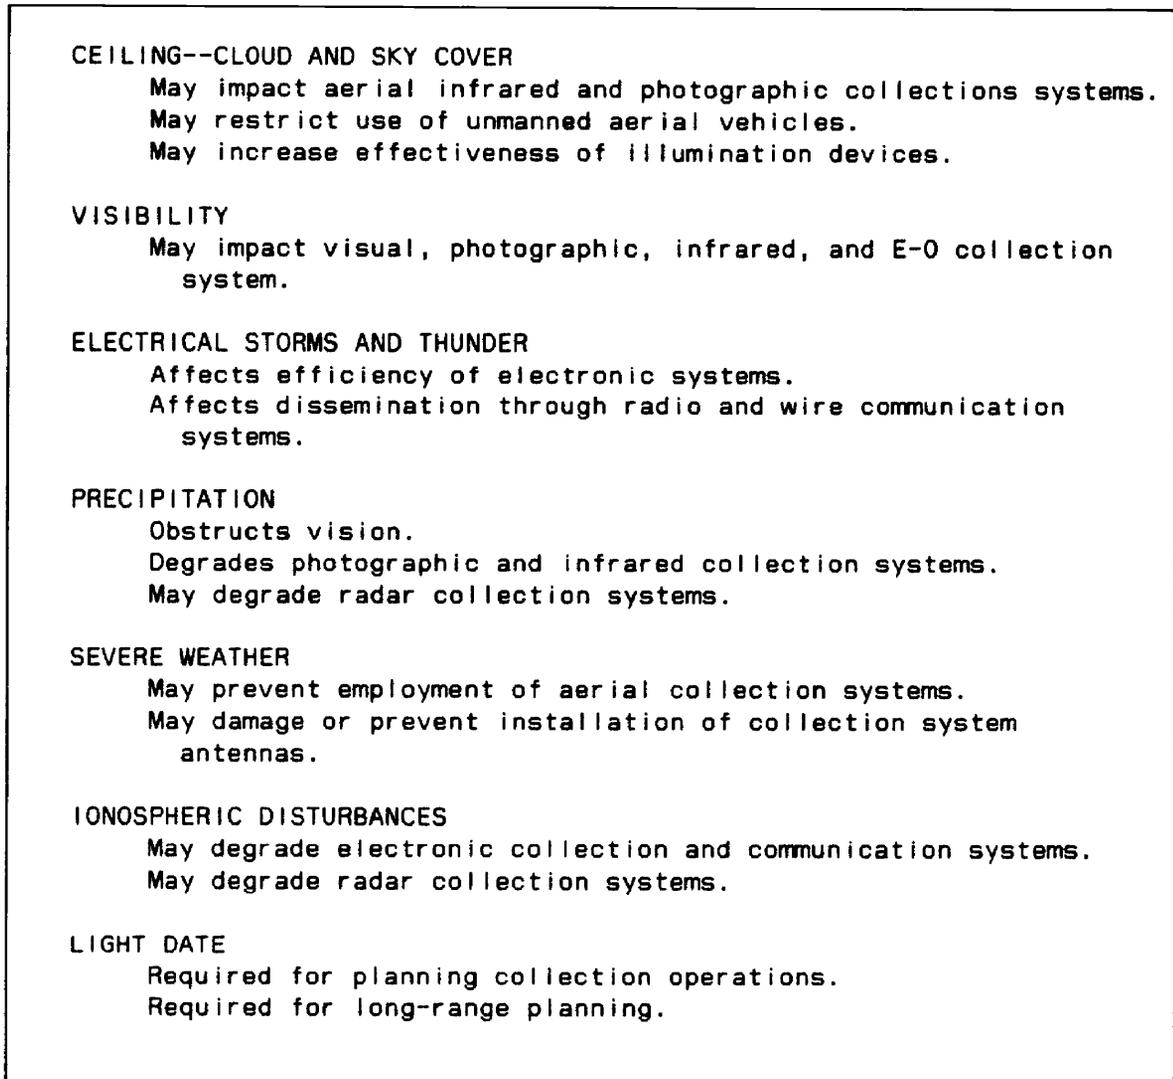 CEILING--CLOUD AND SKY COVER
May impact aerial infrared and photographic collections systems.
May restrict use of unmanned aerial vehicles.
May increase effectiveness of illumination devices.
VISIBILITY
May impact visual, photographic, infrared, and E-O collection
system.
ELECTRICAL STORMS AND THUNDER
Affects efficiency of electronic systems.
Affects dissemination through radio and wire communication
systems.
PRECIPITATION
Obstructs vision.
Degrades photographic and infrared collection systems.
May degrade radar collection systems.
SEVERE WEATHER
May prevent employment of aerial collection systems.
May damage or prevent installation of collection system
antennas.
IONOSPHERIC DISTURBANCES
May degrade electronic collection and communication systems.
May degrade radar collection systems.
LIGHT DATE
Required for planning collection operations.
Required for long-range planning.